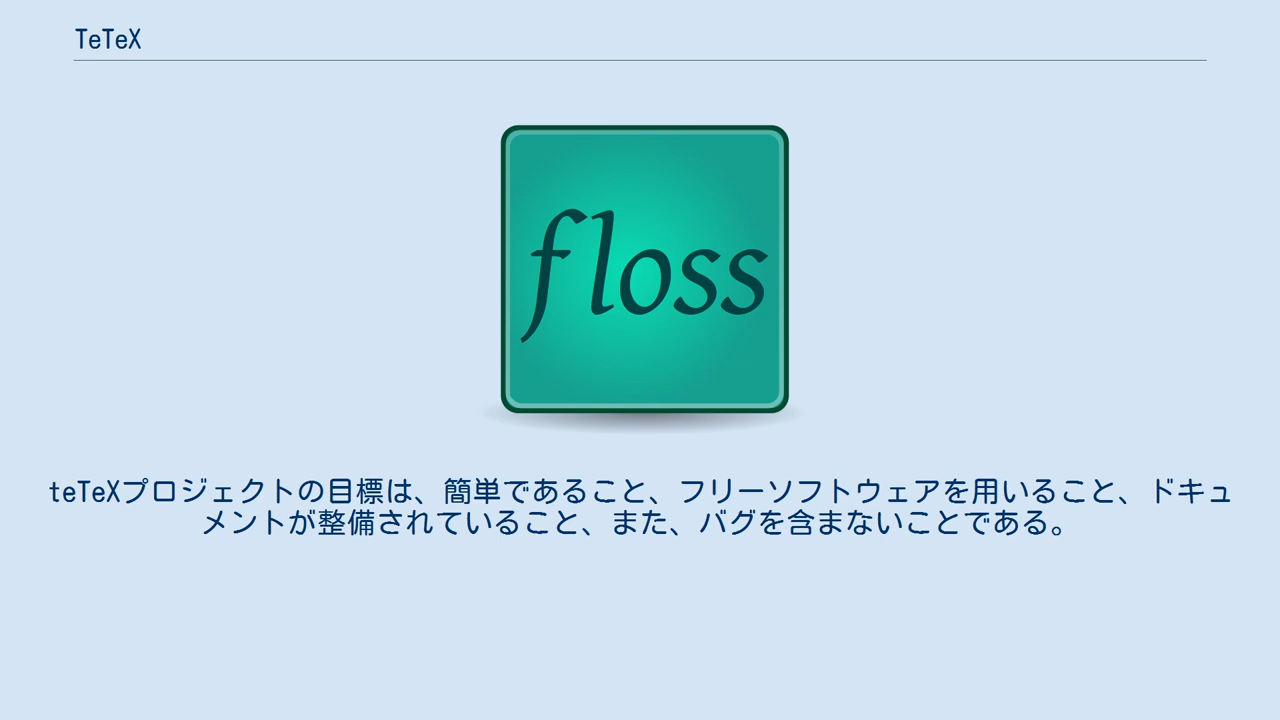 TeTeX
floss
teTeXプロジェクトの目標は、簡単であること、フリーソフトウェアを用いること、ドキュ
メントが整備されていること、また、バグを含まないことである。